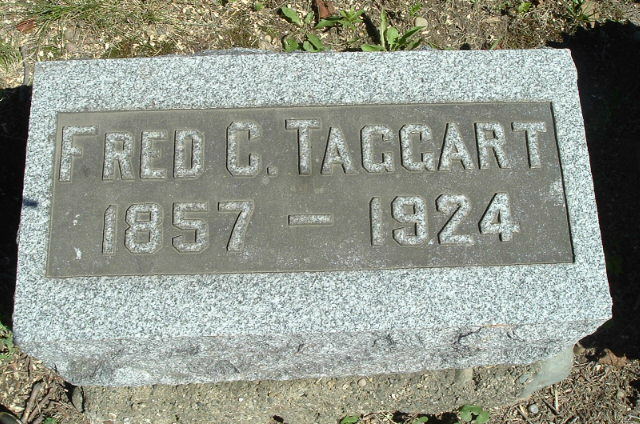 Fred C. Taggart
1857 – 1924